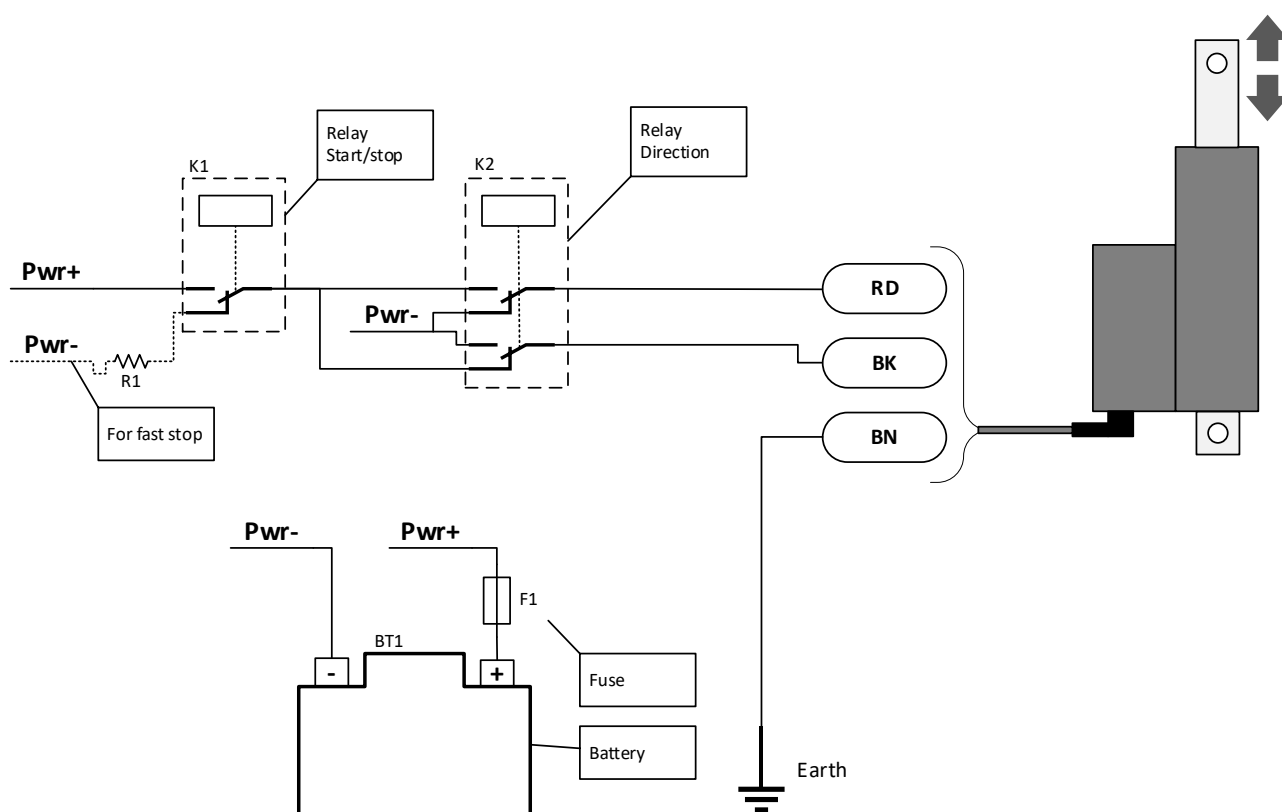 Relay
Start/stop
Relay
Direction
K1
K2
Pwr+
RD
Pwr-
Pwr-
BK
R1
For fast stop
BN
Pwr-
Pwr+
F1
BT1
-
+
Fuse
Battery
Earth